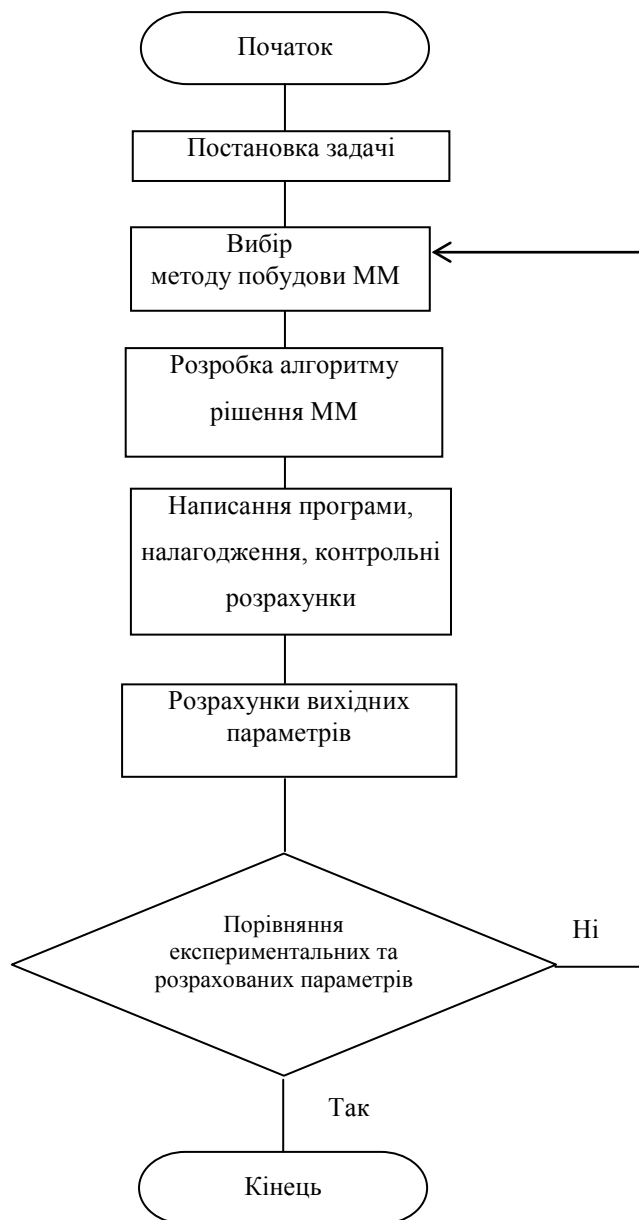 Початок
Постановка задачі
Вибір
методу побудови ММ
Розробка алгоритму
рішення ММ
Написання програми,
налагодження, контрольні
розрахунки
Розрахунки вихідних
параметрів
Порівняння
експериментальних та
розрахованих параметрів
Ні
Так
Кінець